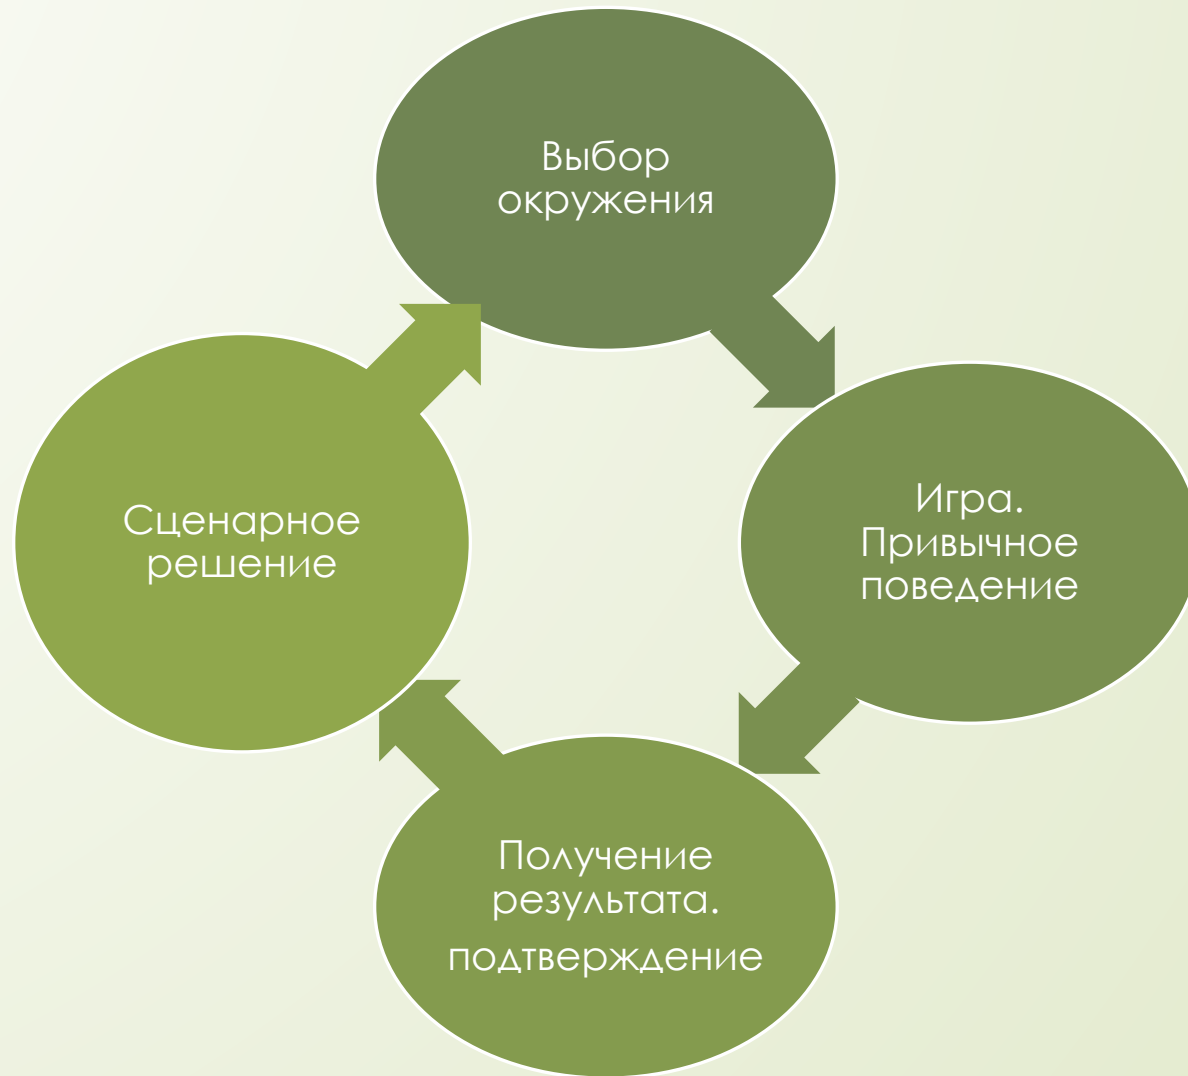 Выбор
окружения
Игра.
Привычное
поведение
Получение
результата.
подтверждение
Сценарное
решение